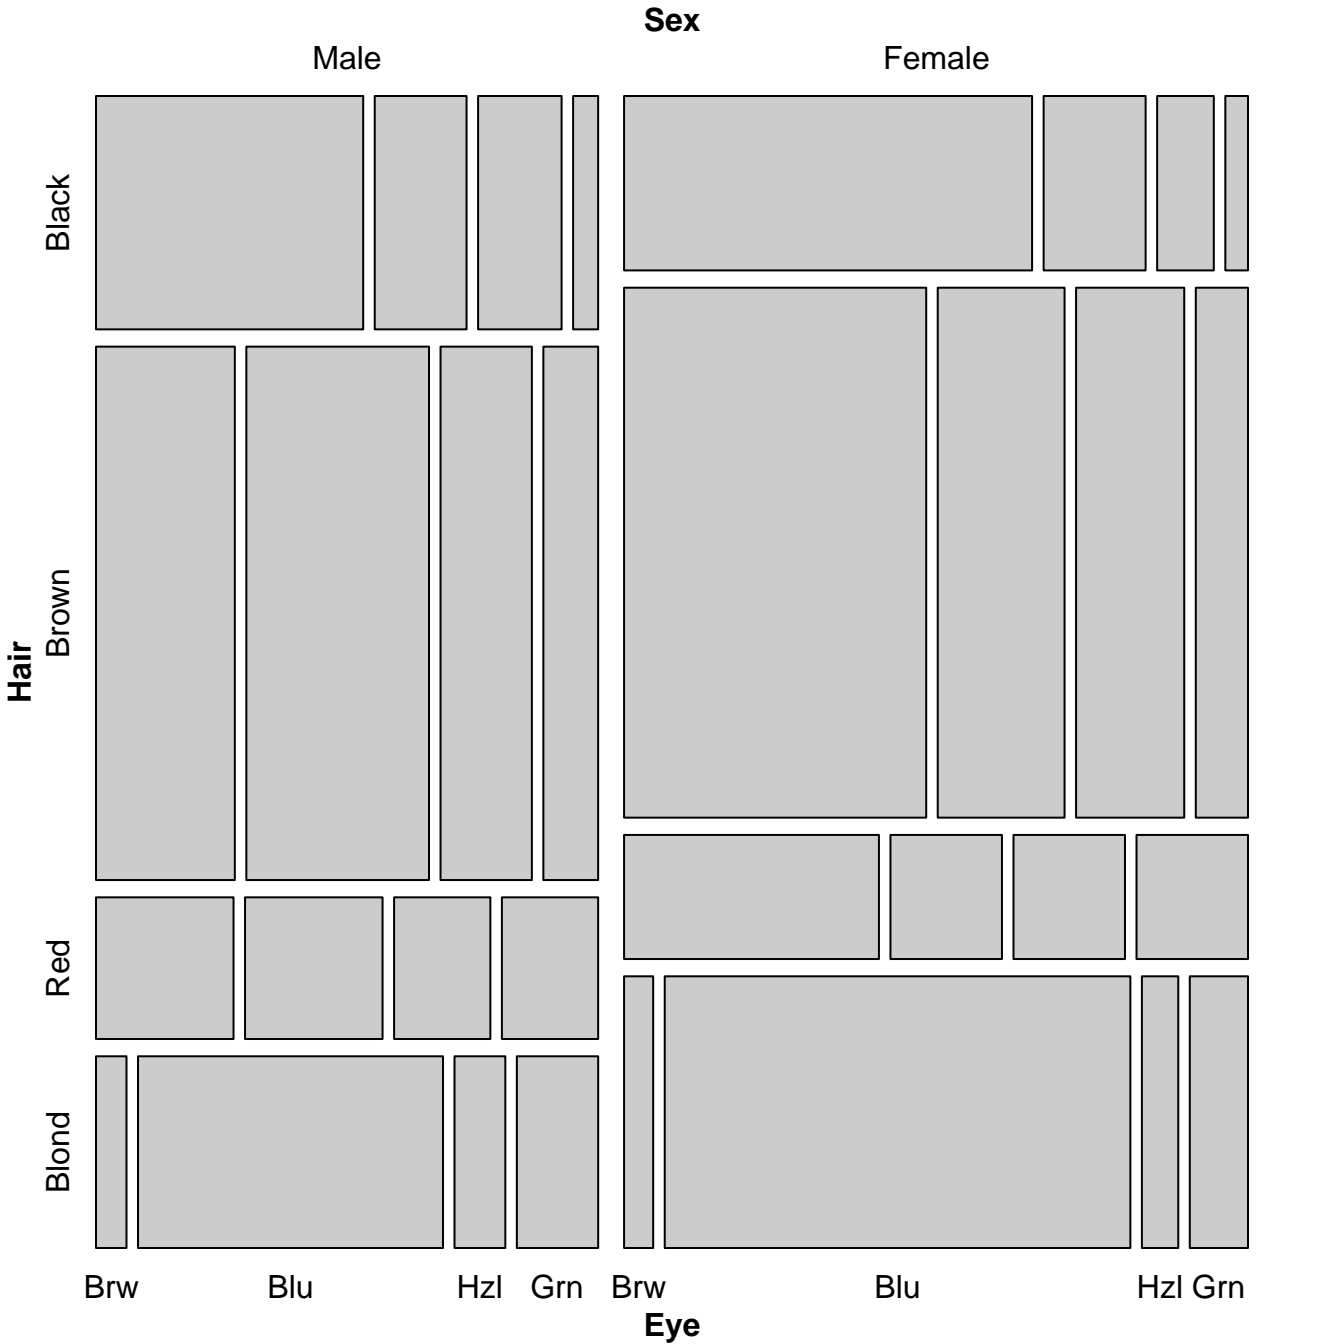 Sex
Male Female
Black
Brown
Hair
Red
Blond
Brw Blu Hzl Grn Brw Blu Hzl Grn
Eye